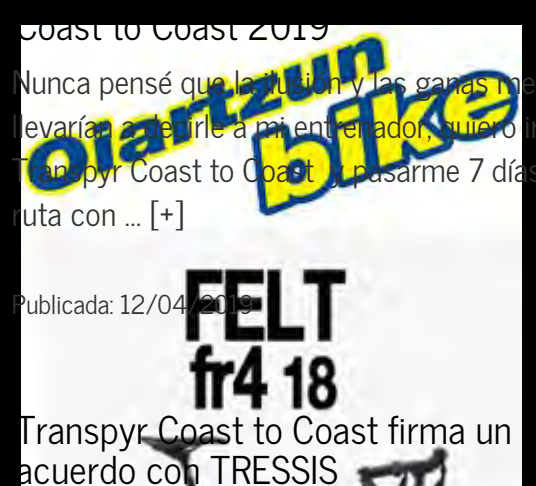 Coast to Coast 2019
Nunca pensé que la ilusión y las ganas me
llevarían a decirle a mi entrenador, quiero ir
Transpyr Coast to Coast y pasarme 7 días
ruta con ... [+]
Olartzun
bike
Publicada: 12/04/2019
FELT
fr4 18
Transpyr Coast to Coast firma un
acuerdo con TRESSIS